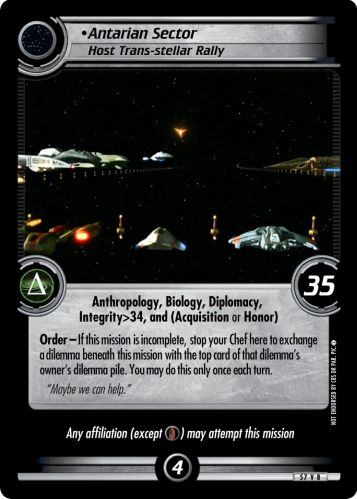 •Antarian Sector
Host Trans-stellar Rally
35
Anthropology, Biology, Diplomacy,
Integrity>34, and (Acquisition or Honor)
Order – If this mission is incomplete, stop your Chef here to exchange
a dilemma beneath this mission with the top card of that dilemma's
owner's dilemma pile. You may do this only once each turn.
"Maybe we can help."
Any affiliation (except ) may attempt this mission
4
57 V 8
NOT ENDORSED BY CBS OR PAR. PIC.